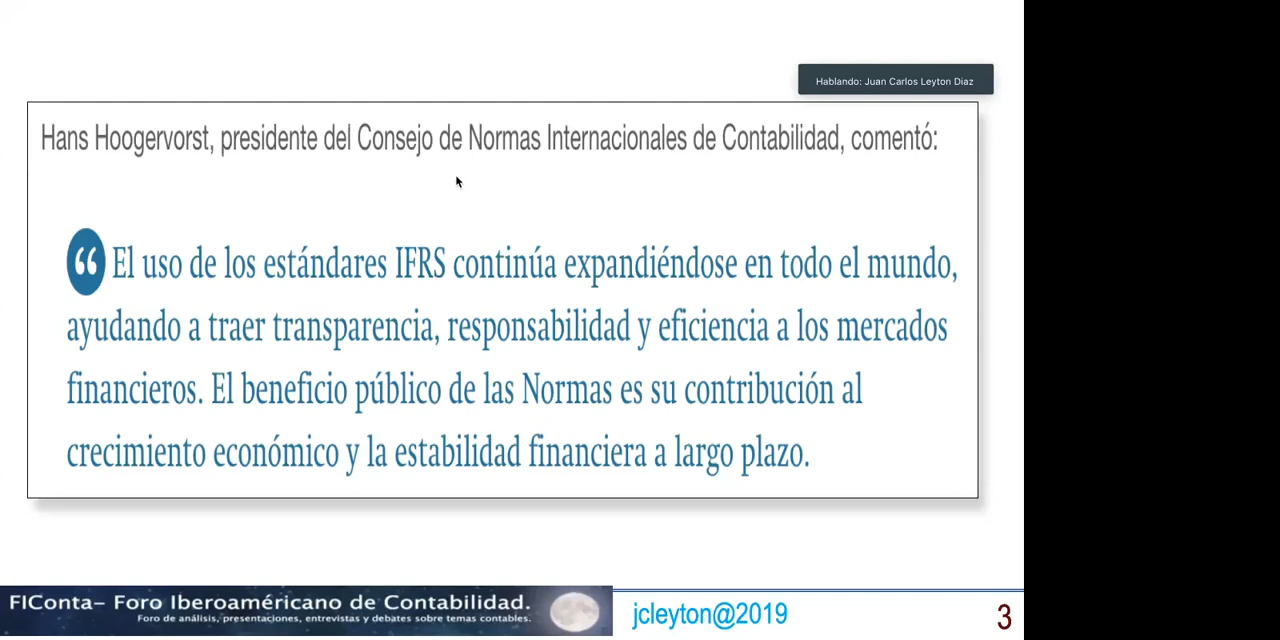 Hablando: Juan Carlos Leyton Diaz
Hans Hoogervorst, presidente del Consejo de Normas Internacionales de Contabilidad, comentó:
“ El uso de los estándares IFRS continúa expandiéndose en todo el mundo,
ayudando a traer transparencia, responsabilidad y eficiencia a los mercados
financieros. El beneficio público de las Normas es su contribución al
crecimiento económico y la estabilidad financiera a largo plazo.
FIConta– Foro Iberoaméricano de Contabilidad.
Foro de análisis, presentaciones, entrevistas y debates sobre temas contables.
jcleyton@2019
3